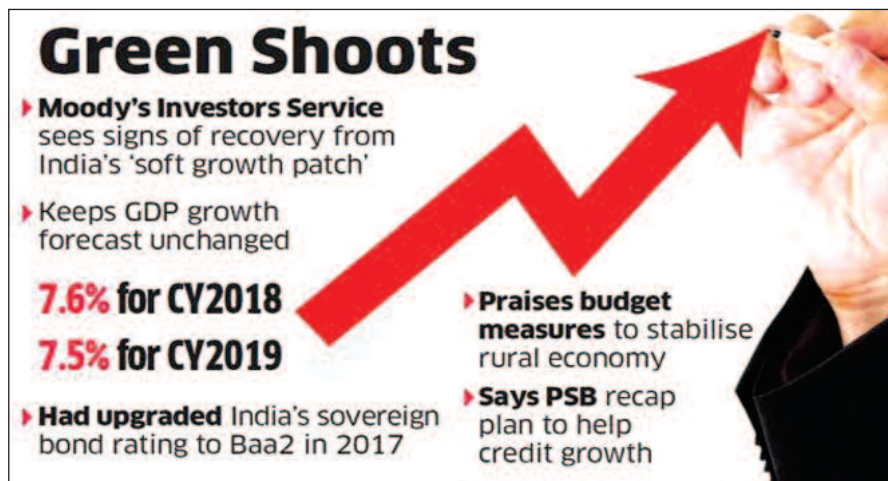 Green Shoots
Moody's Investors Service
sees signs of recovery from
India's 'soft growth patch'
Keeps GDP growth
forecast unchanged
7.6% for CY2018
7.5% for CY2019
Had upgraded India's sovereign
bond rating to Baa2 in 2017
Praises budget
measures to stabilise
rural economy
Says PSB recap
plan to help
credit growth